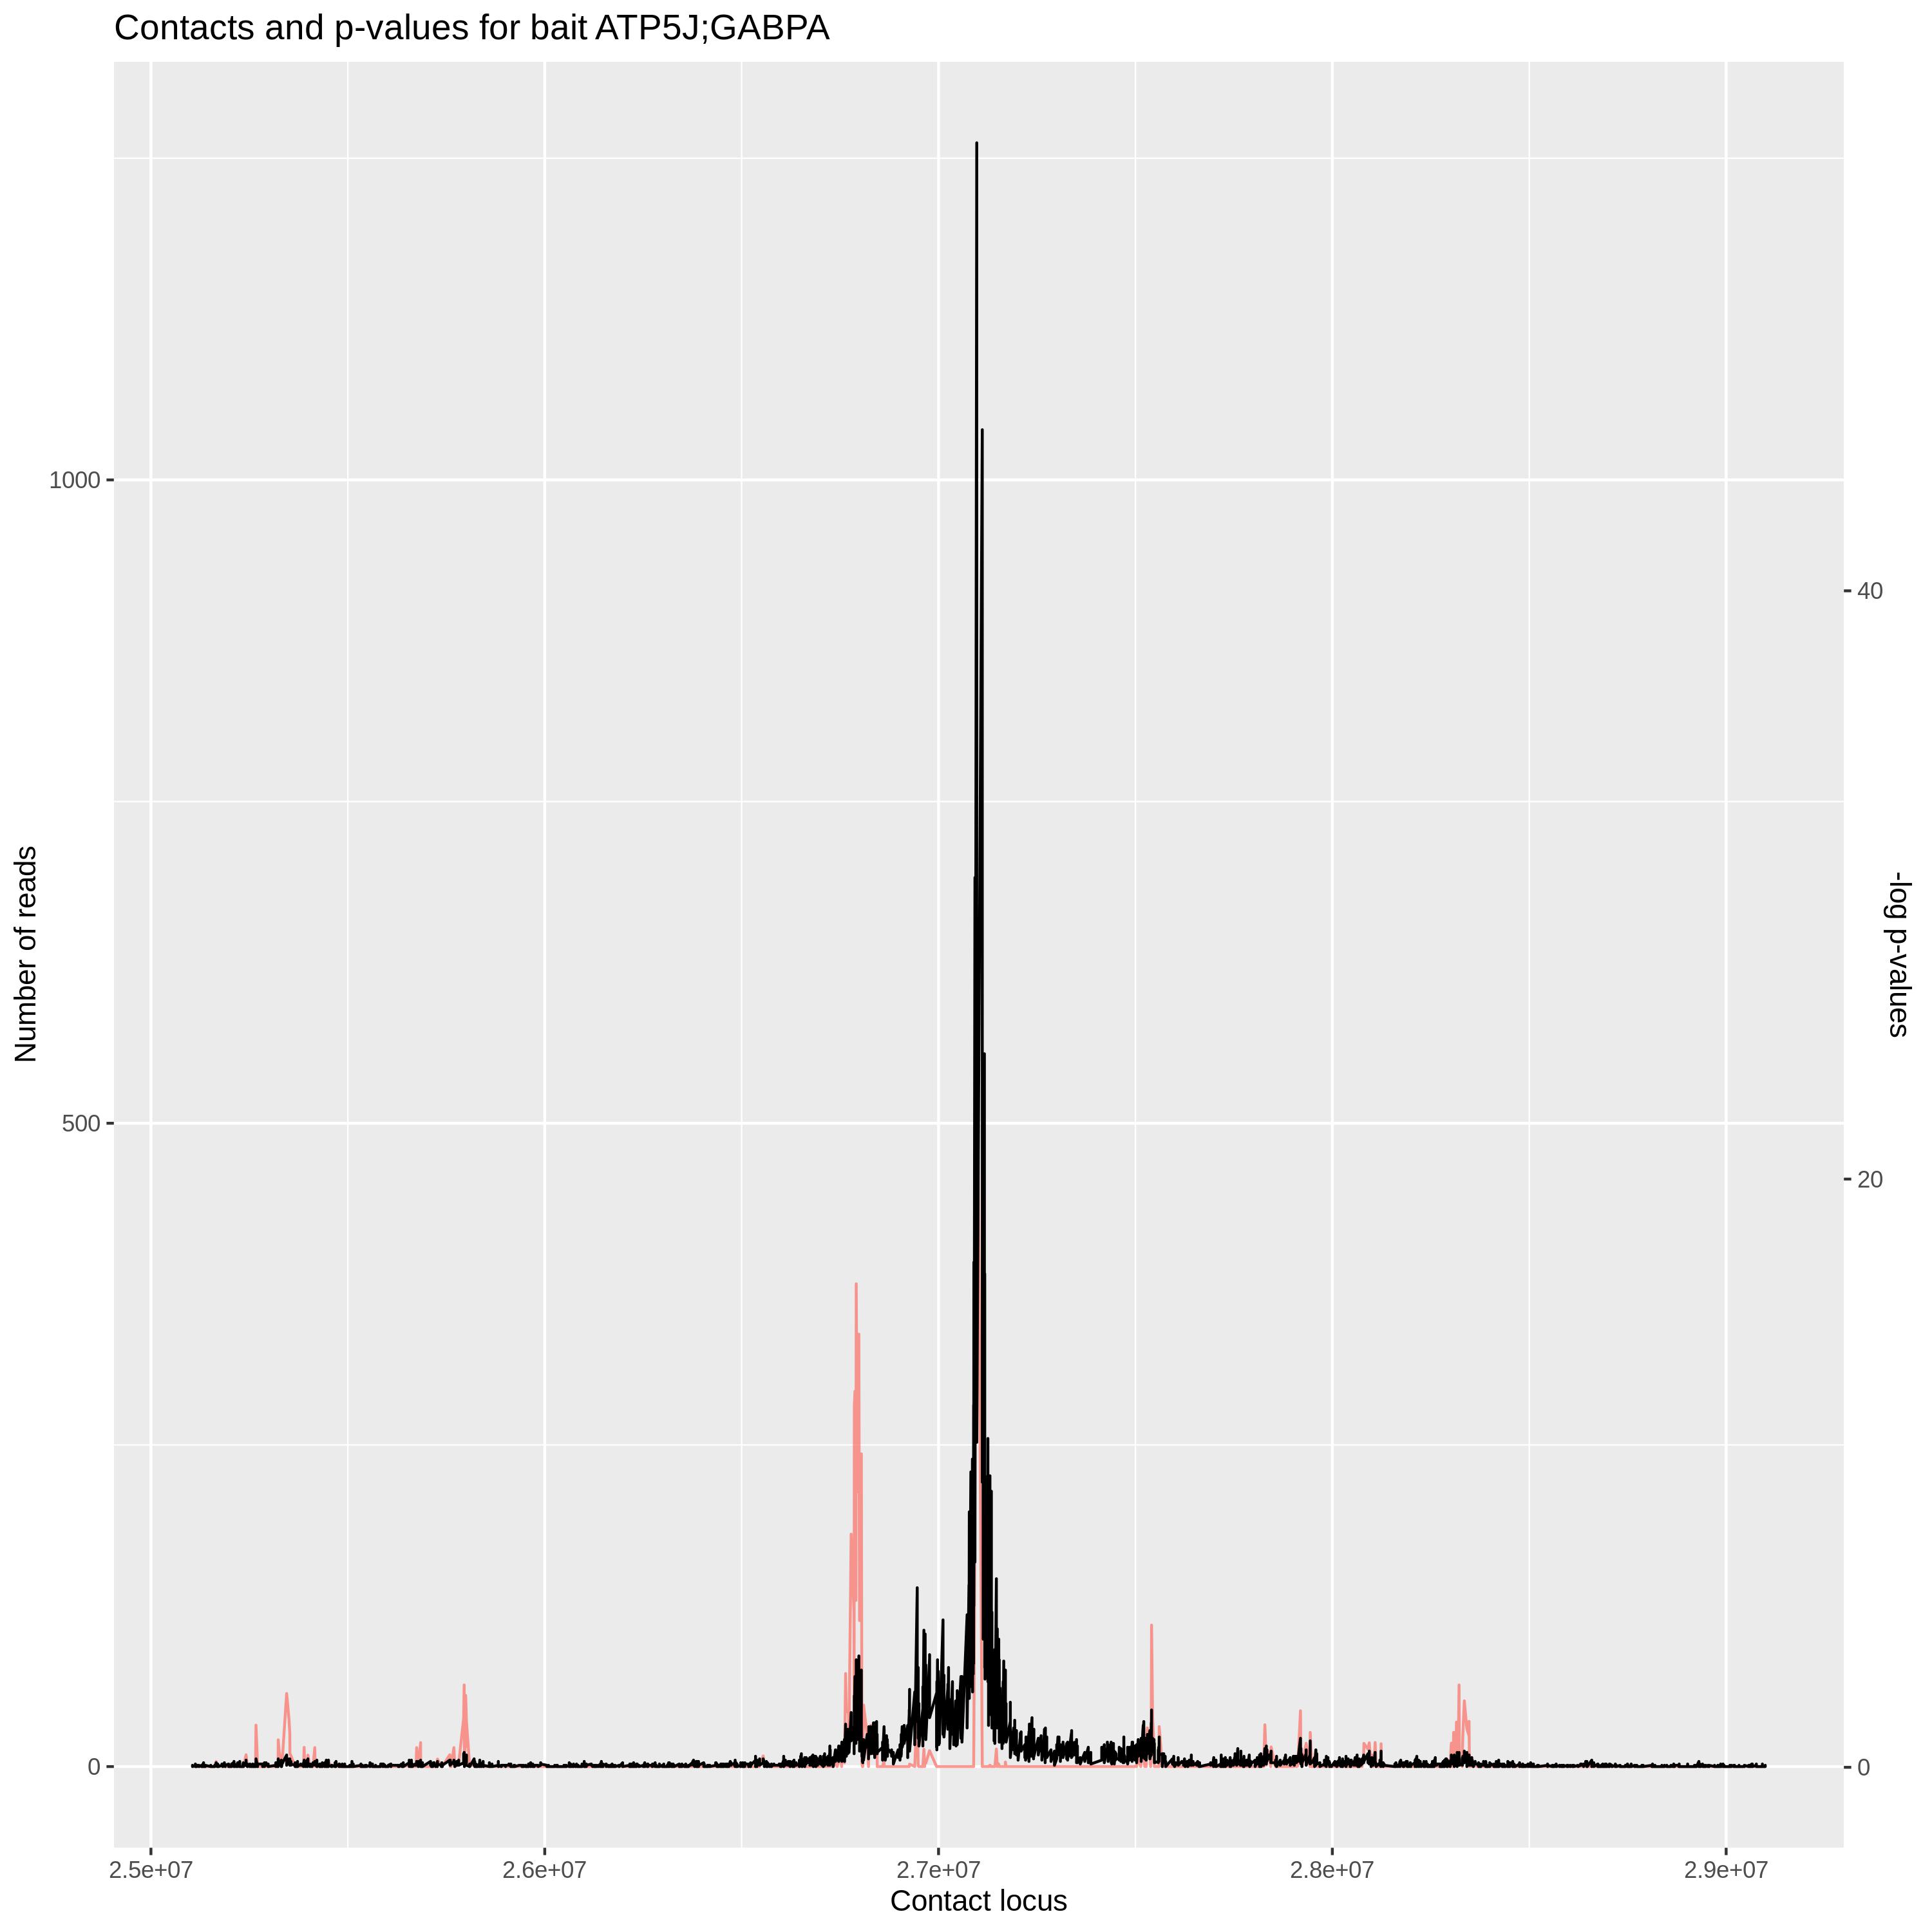 Contacts and p-values for bait ATP5J;GABPA
Number of reads
1000
500
0
40
20
0
-log p-values
2.5e+07
2.6e+07
2.7e+07
2.8e+07
2.9e+07
Contact locus